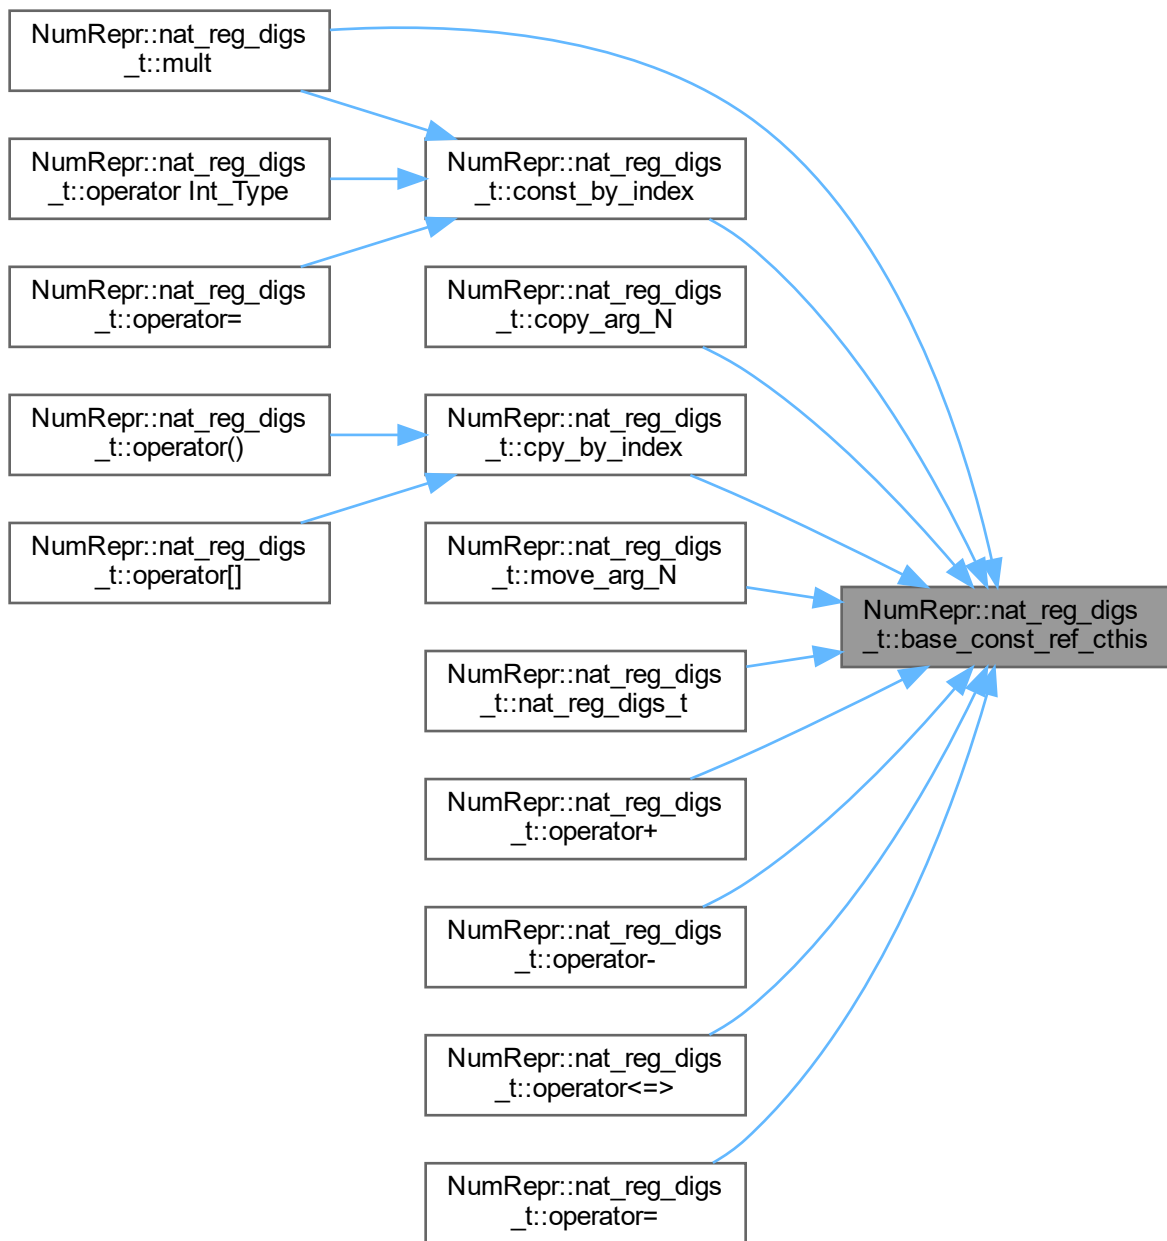 NumRepr::nat_reg_digs
_t::mult
NumRepr::nat_reg_digs
_t::operator Int_Type
NumRepr::nat_reg_digs
_t::operator=
NumRepr::nat_reg_digs
_t::operator()
NumRepr::nat_reg_digs
_t::operator[]
NumRepr::nat_reg_digs
_t::const_by_index
NumRepr::nat_reg_digs
_t::copy_arg_N
NumRepr::nat_reg_digs
_t::cpy_by_index
NumRepr::nat_reg_digs
_t::move_arg_N
NumRepr::nat_reg_digs
_t::nat_reg_digs_t
NumRepr::nat_reg_digs
_t::operator+
NumRepr::nat_reg_digs
_t::operator-
NumRepr::nat_reg_digs
_t::operator<=>
NumRepr::nat_reg_digs
_t::operator=
NumRepr::nat_reg_digs
_t::base_const_ref_cthis